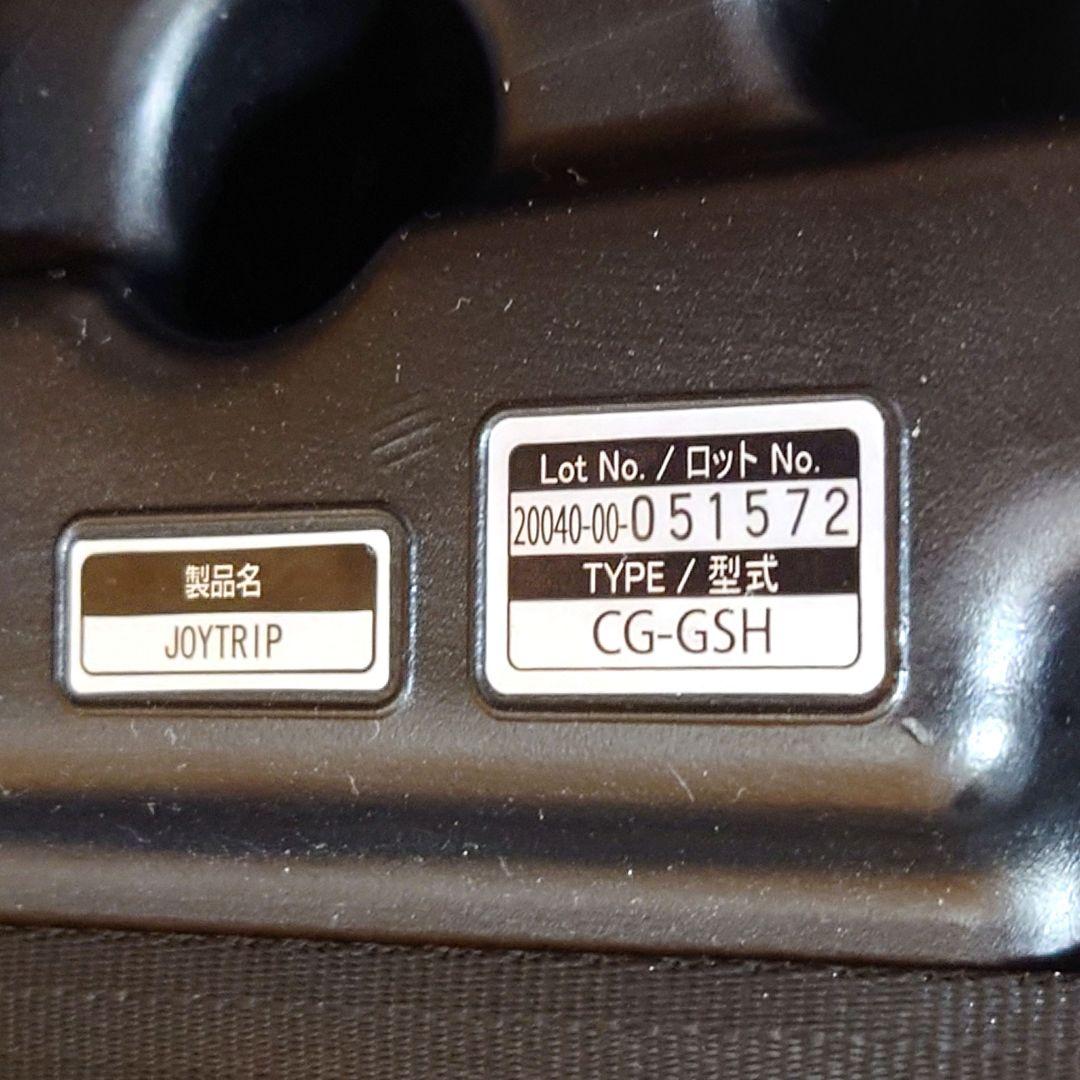 製品名
JOYTRIP
Lot No. / ロット No.
20040-00-051572
TYPE / 型式
CG-GSH